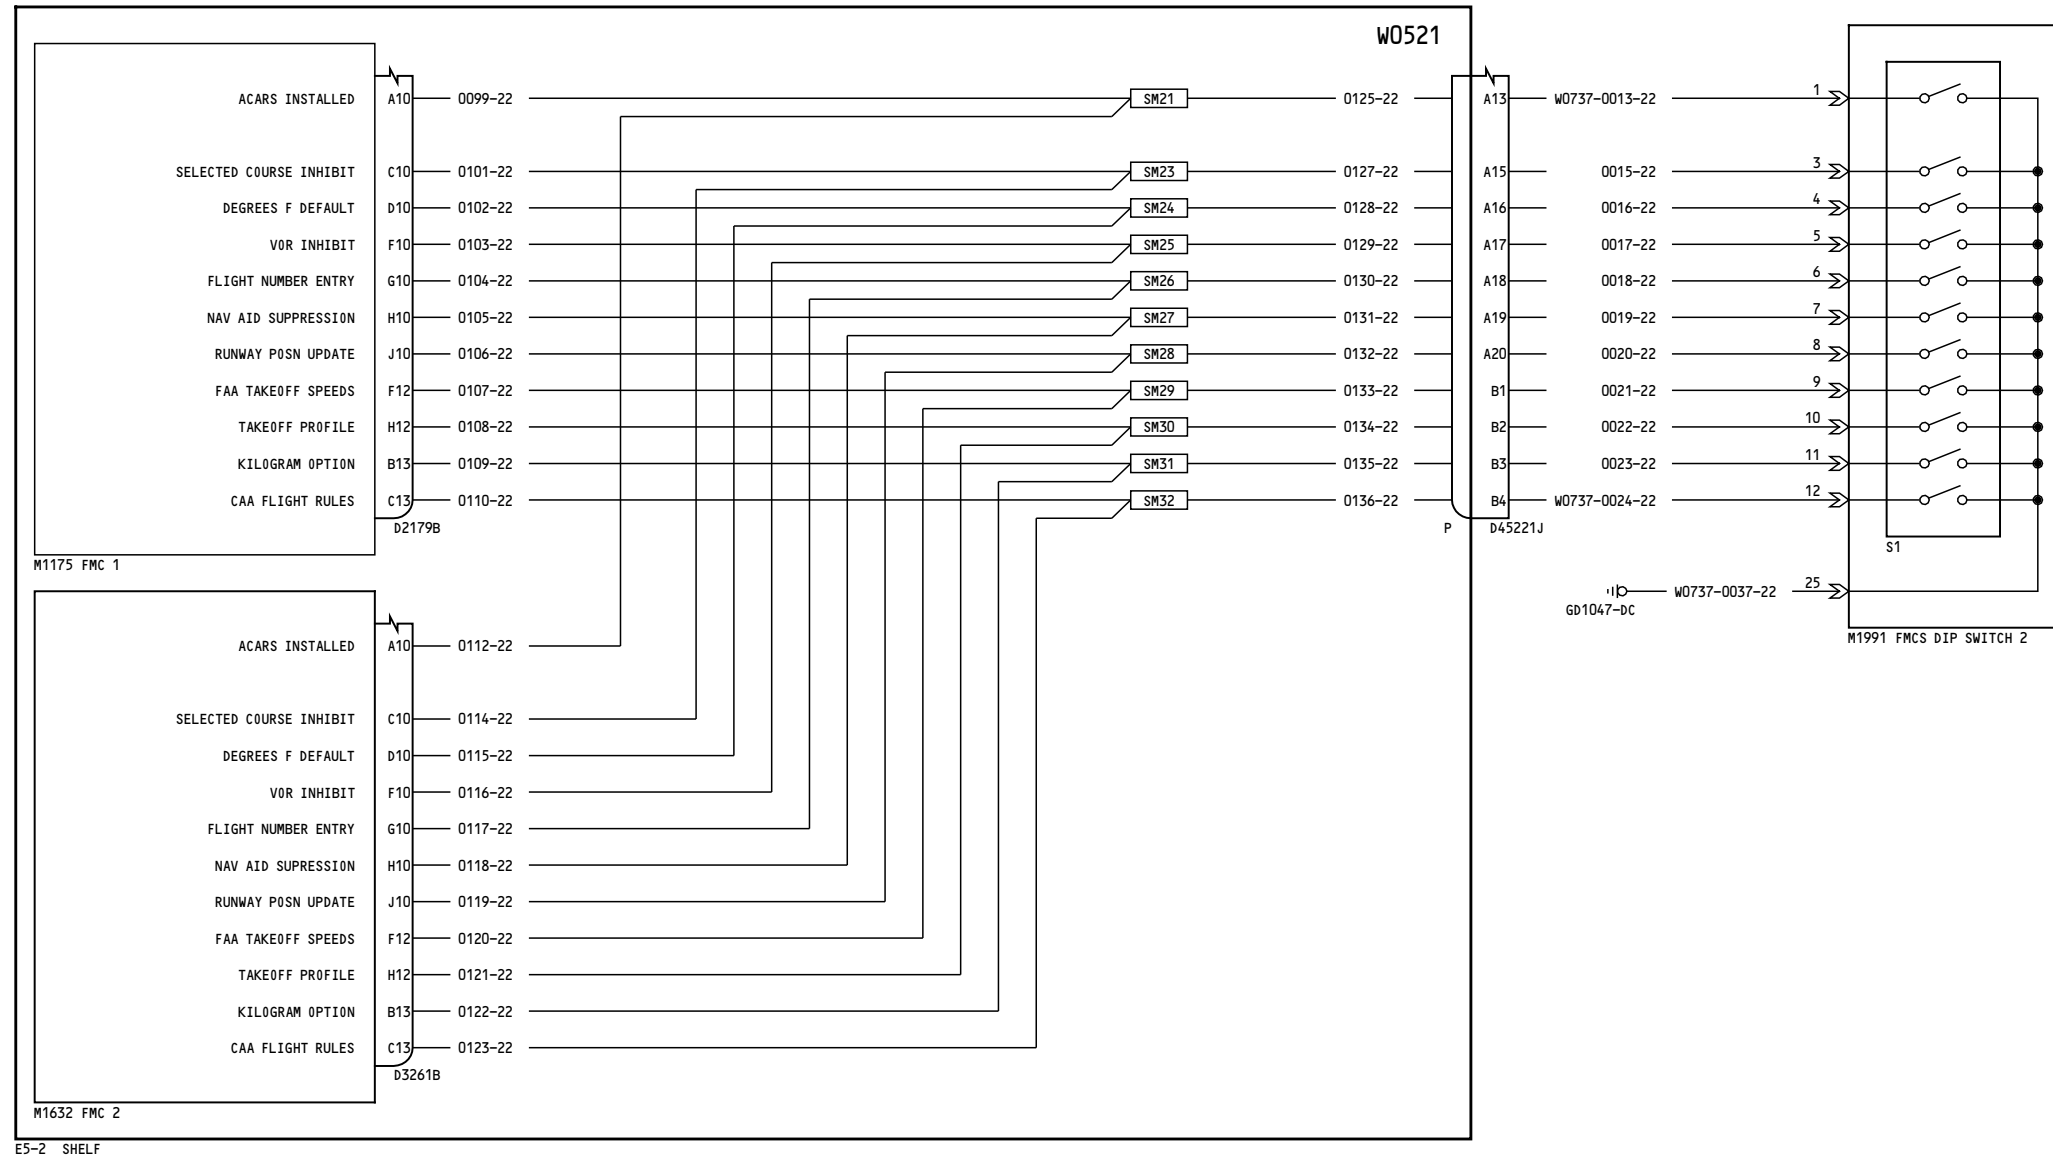 W0521
ACARS INSTALLED A10 0099-22 SM21 0125-22 A13 W0737-0013-22 1
SELECTED COURSE INHIBIT C10 0101-22 SM23 0127-22 A15 0015-22 3
DEGREES F DEFAULT D10 0102-22 SM24 0128-22 A16 0016-22 4
VOR INHIBIT F10 0103-22 SM25 0129-22 A17 0017-22 5
FLIGHT NUMBER ENTRY G10 0104-22 SM26 0130-22 A18 0018-22 6
NAV AID SUPPRESSION H10 0105-22 SM27 0131-22 A19 0019-22 7
RUNWAY POSN UPDATE J10 0106-22 SM28 0132-22 A20 0020-22 8
FAA TAKEOFF SPEEDS F12 0107-22 SM29 0133-22 B1 0021-22 9
TAKEOFF PROFILE H12 0108-22 SM30 0134-22 B2 0022-22 10
KILOGRAM OPTION B13 0109-22 SM31 0135-22 B3 0023-22 11
CAA FLIGHT RULES C13 0110-22 SM32 0136-22 B4 W0737-0024-22 12
D2179B P D45221J
S1
M1175 FMC 1
W0737-0037-22 25
GD1047-DC
M1991 FMCS DIP SWITCH 2
ACARS INSTALLED A10 0112-22
SELECTED COURSE INHIBIT C10 0114-22
DEGREES F DEFAULT D10 0115-22
VOR INHIBIT F10 0116-22
FLIGHT NUMBER ENTRY G10 0117-22
NAV AID SUPRESSION H10 0118-22
RUNWAY POSN UPDATE J10 0119-22
FAA TAKEOFF SPEEDS F12 0120-22
TAKEOFF PROFILE H12 0121-22
KILOGRAM OPTION B13 0122-22
CAA FLIGHT RULES C13 0123-22
D3261B
M1632 FMC 2
E5-2 SHELF